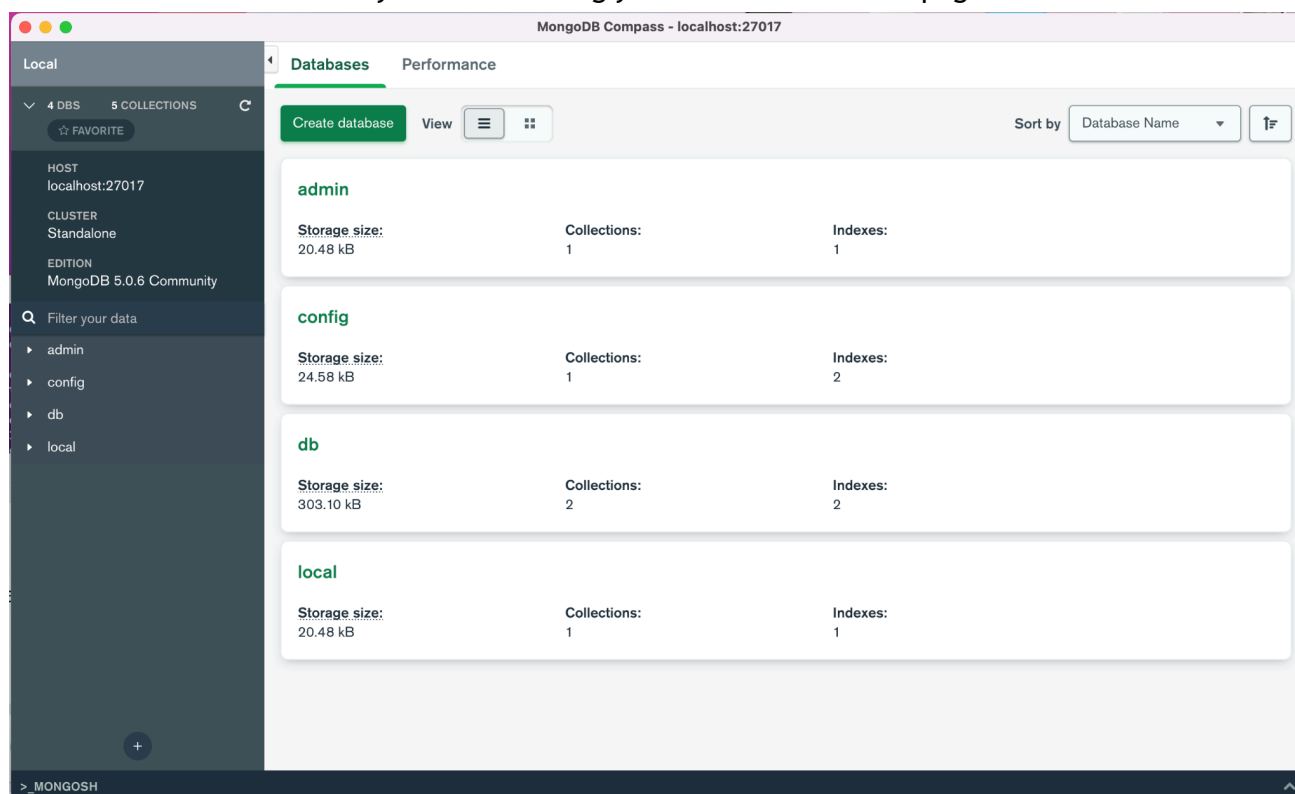 MongoDB Compass - localhost:27017
Local
Databases Performance
4 DBS 5 COLLECTIONS
FAVORITE
Create database View Sort by Database Name
HOST
localhost:27017
CLUSTER
Standalone
EDITION
MongoDB 5.0.6 Community
Filter your data
admin
config
db
local
admin
Storage size: Collections: Indexes:
20.48 kB 1 1
config
Storage size: Collections: Indexes:
24.58 kB 1 2
db
Storage size: Collections: Indexes:
303.10 kB 2 2
local
Storage size: Collections: Indexes:
20.48 kB 1 1
+
>_MONGOSH